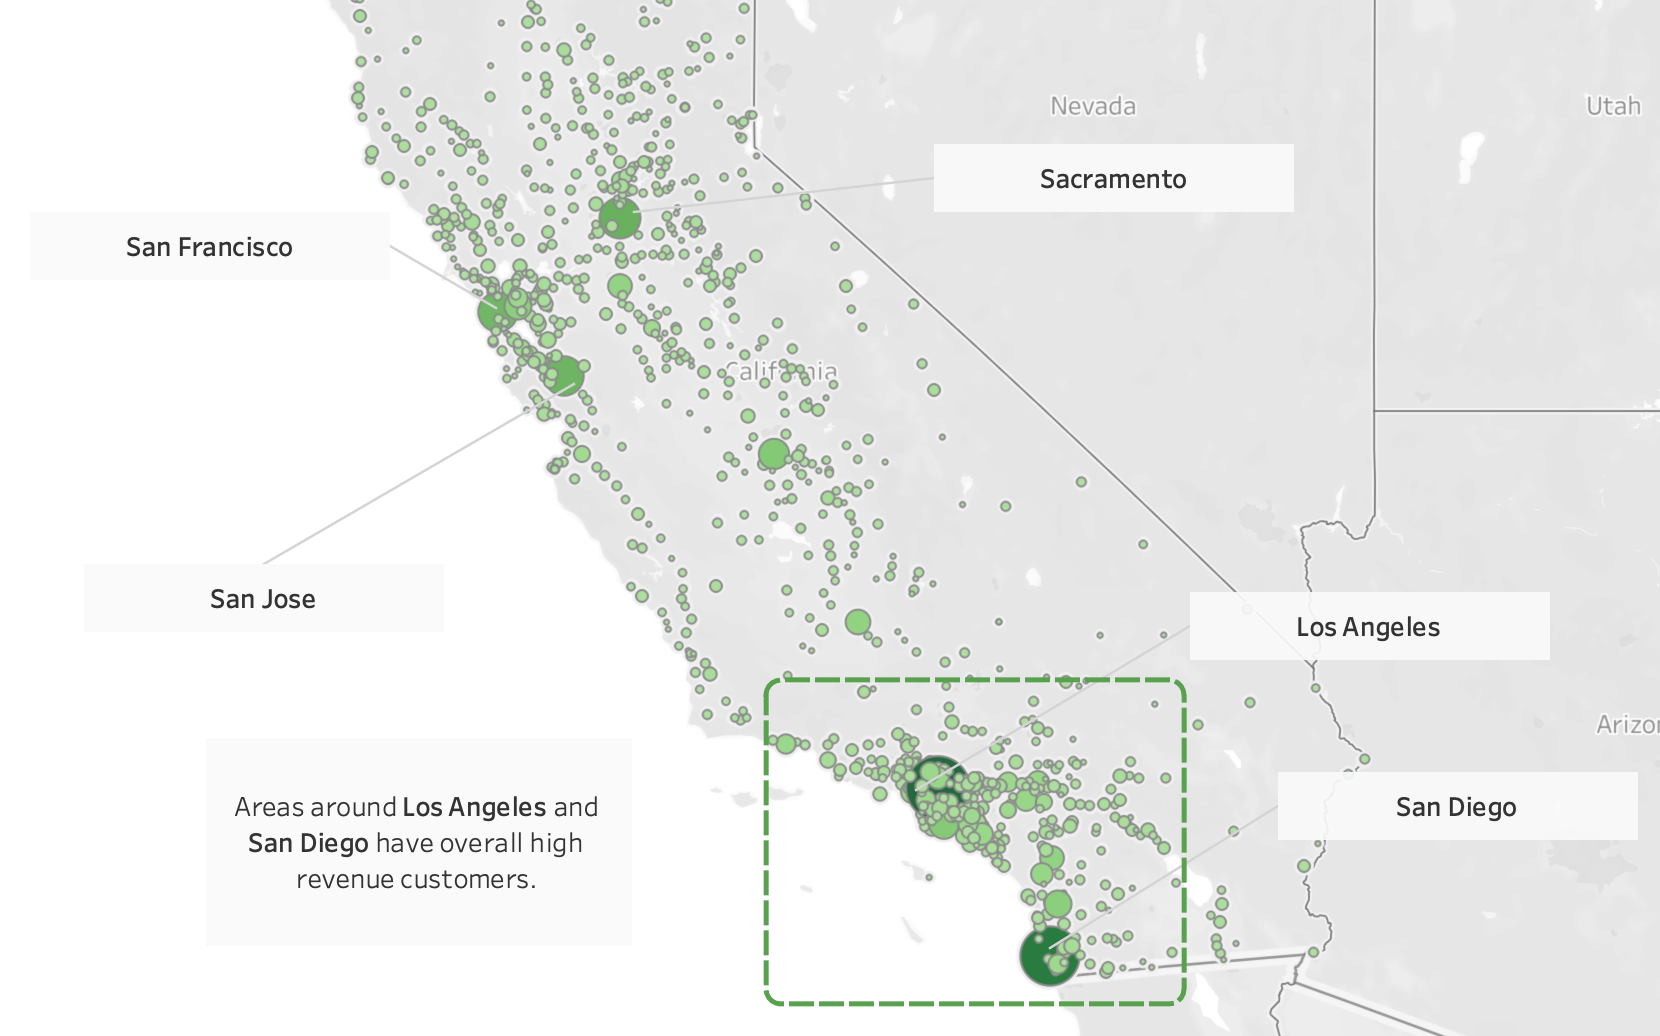 Nevada
Utah
Sacramento
San Francisco
California
San Jose
Los Angeles
Arizon
San Diego
Areas around Los Angeles and
San Diego have overall high
revenue customers.